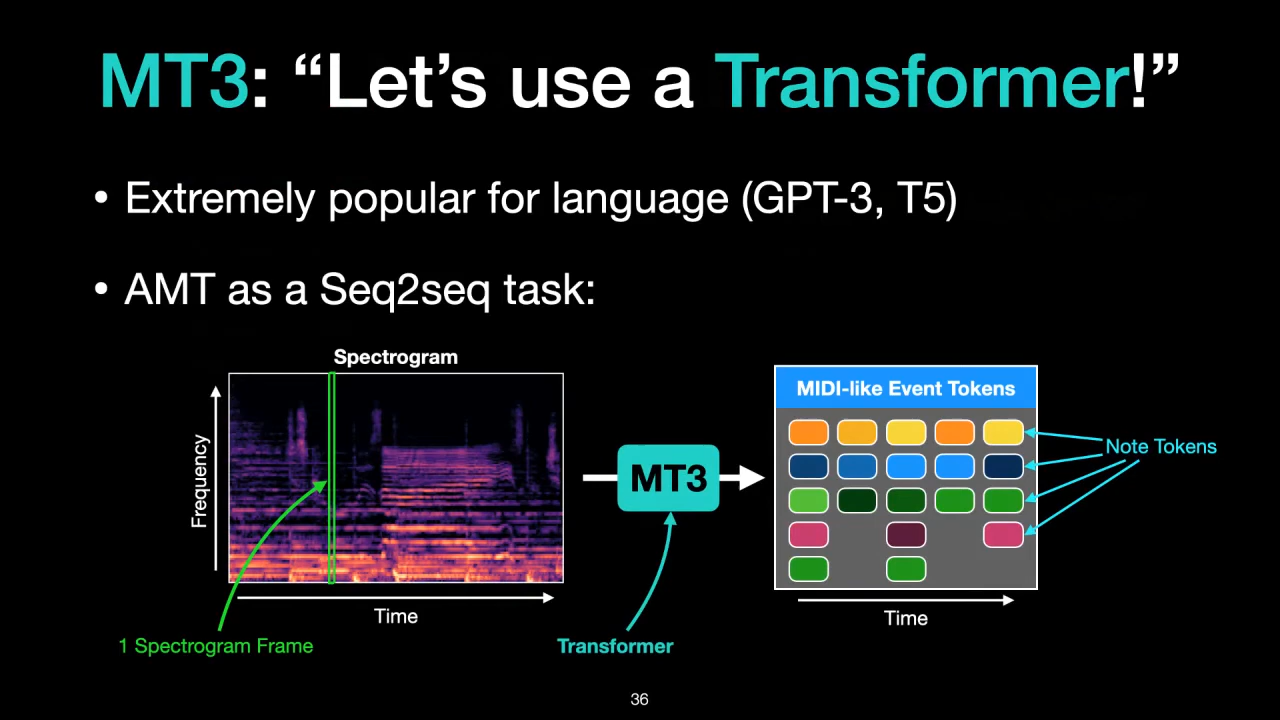 MT3: “Let’s use a Transformer!”
• Extremely popular for language (GPT-3, T5)
• AMT as a Seq2seq task:
Spectrogram
Frequency
Time
1 Spectrogram Frame
MT3
Transformer
MIDI-like Event Tokens
Note Tokens
Time
36